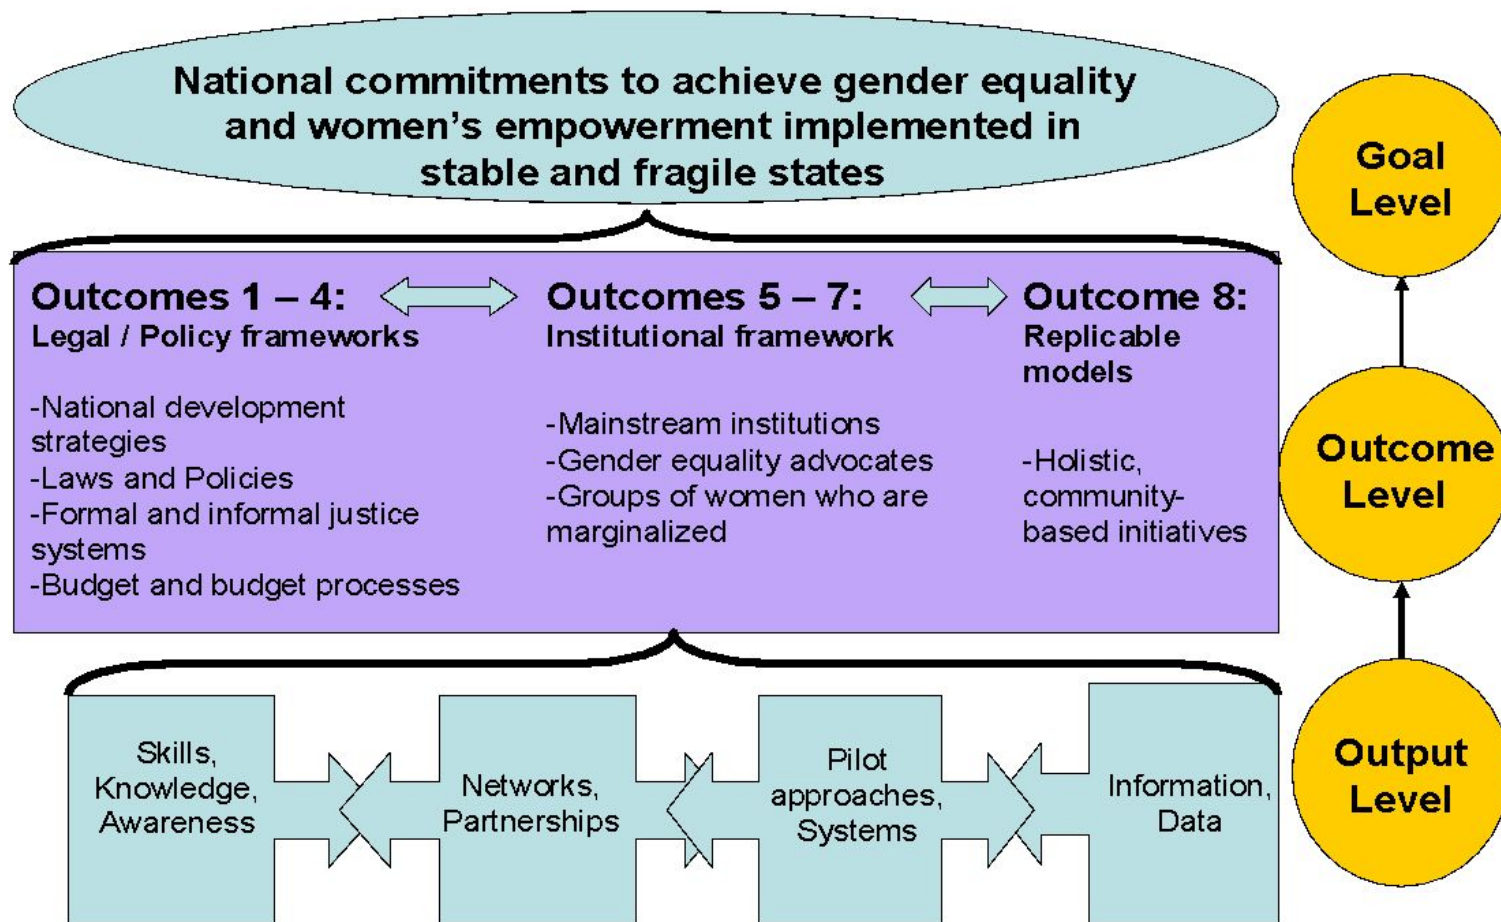 National commitments to achieve gender equality
and women's empowerment implemented in
stable and fragile states
Goal
Level
Outcomes 1 – 4:
Legal / Policy frameworks
-National development
strategies
-Laws and Policies
-Formal and informal justice
systems
-Budget and budget processes
Outcomes 5 – 7:
Institutional framework
-Mainstream institutions
-Gender equality advocates
-Groups of women who are
marginalized
Outcome 8:
Replicable
models
-Holistic,
community-
based initiatives
Outcome
Level
Skills,
Knowledge,
Awareness
Networks,
Partnerships
Pilot
approaches,
Systems
Information,
Data
Output
Level